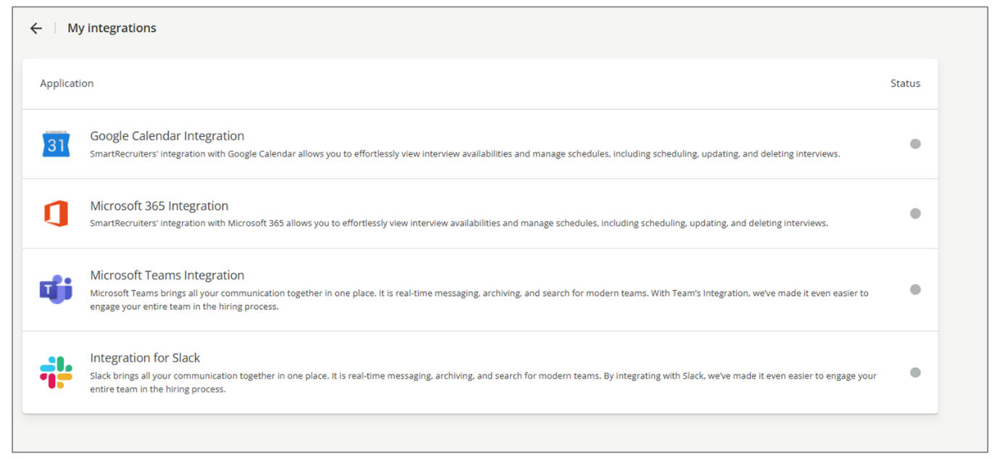 My integrations
Application
Status
31
Google Calendar Integration
SmartRecruiters' integration with Google Calendar allows you to effortlessly view interview availabilities and manage schedules, including scheduling, updating, and deleting interviews.
Microsoft 365 Integration
SmartRecruiters' integration with Microsoft 365 allows you to effortlessly view interview availabilities and manage schedules, including scheduling, updating, and deleting interviews.
T
Microsoft Teams Integration
Microsoft Teams brings all your communication together in one place. It is real-time messaging, archiving, and search for modern teams. With Team’s Integration, we’ve made it even easier to
engage your entire team in the hiring process.
Integration for Slack
Slack brings all your communication together in one place. It is real-time messaging, archiving, and search for modern teams. By integrating with Slack, we’ve made it even easier to engage your
entire team in the hiring process.